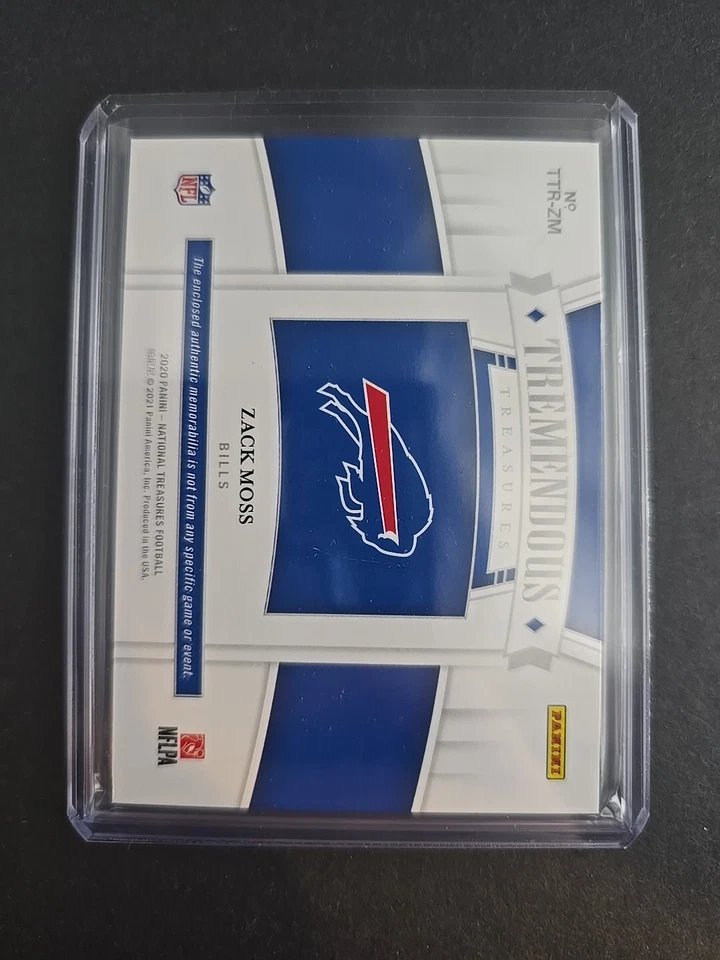 Nº
TTR-ZM
TREMENDOUS
TREASURES
PANINI
ZACK MOSS
BILLS
NFL
The enclosed authentic memorabilia is not from any specific game or event.
2020 PANINI – NATIONAL TREASURES FOOTBALL
© 2021 Panini America, Inc. Produced in the USA.
NFLPA